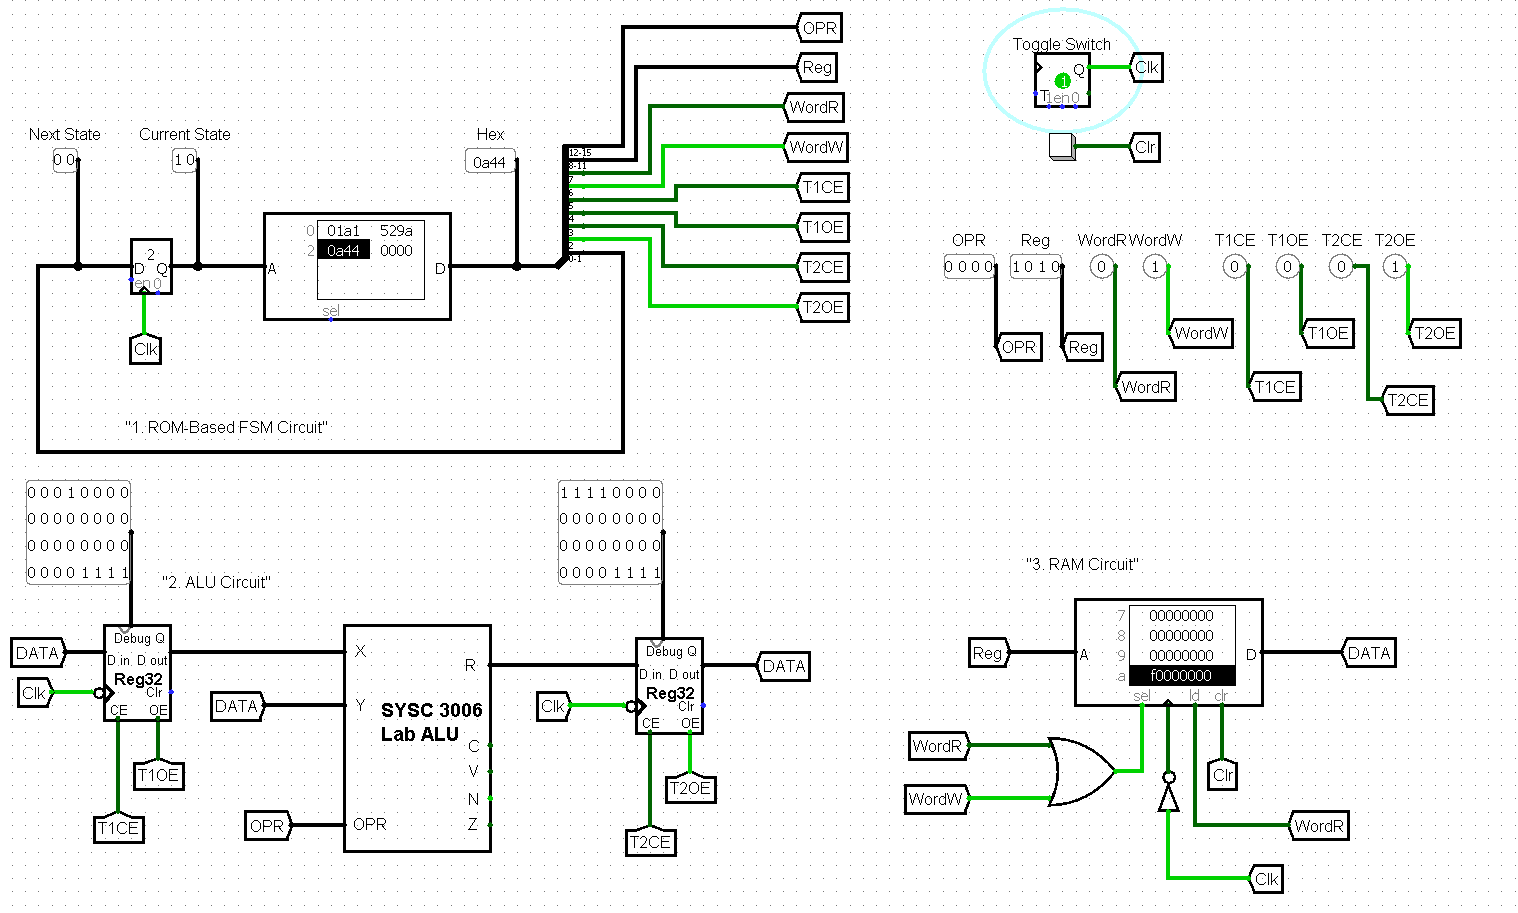 OPR
Reg
WordR
WordW
T1CE
T1OE
T2CE
T2OE
12-15
8-11
7
6
5
4
3
2
0-1
Next State
0 0
Current State
1 0
Hex
0a44
2
D Q
en 0
Clk
A
0 01a1 529a
2 0a44 0000
D
sel
"1. ROM-Based FSM Circuit"
Toggle Switch
Q
1
T
1en0
Clk
Clr
OPR Reg WordR WordW T1CE T1OE T2CE T2OE
0 0 0 0 1 0 1 0 0 1 0 0 0 1
OPR
Reg
WordR
WordW
T1CE
T1OE
T2CE
T2OE
0 0 0 1 0 0 0 0
0 0 0 0 0 0 0 0
0 0 0 0 0 0 0 0
0 0 0 0 1 1 1 1
"2. ALU Circuit"
1 1 1 1 0 0 0 0
0 0 0 0 0 0 0 0
0 0 0 0 0 0 0 0
0 0 0 0 1 1 1 1
DATA
Clk
Debug Q
D in D out
Reg32
Clr
CE OE
T1OE
T1CE
DATA
OPR
X
Y
OPR
R
SYSC 3006
Lab ALU
C
V
N
Z
Clk
Debug Q
D in D out
Reg32
Clr
CE OE
DATA
T2OE
T2CE
"3. RAM Circuit"
Reg
A
7 00000000
8 00000000
9 00000000
a f0000000
D
sel ld clr
DATA
WordR
WordW
Clr
WordR
Clk